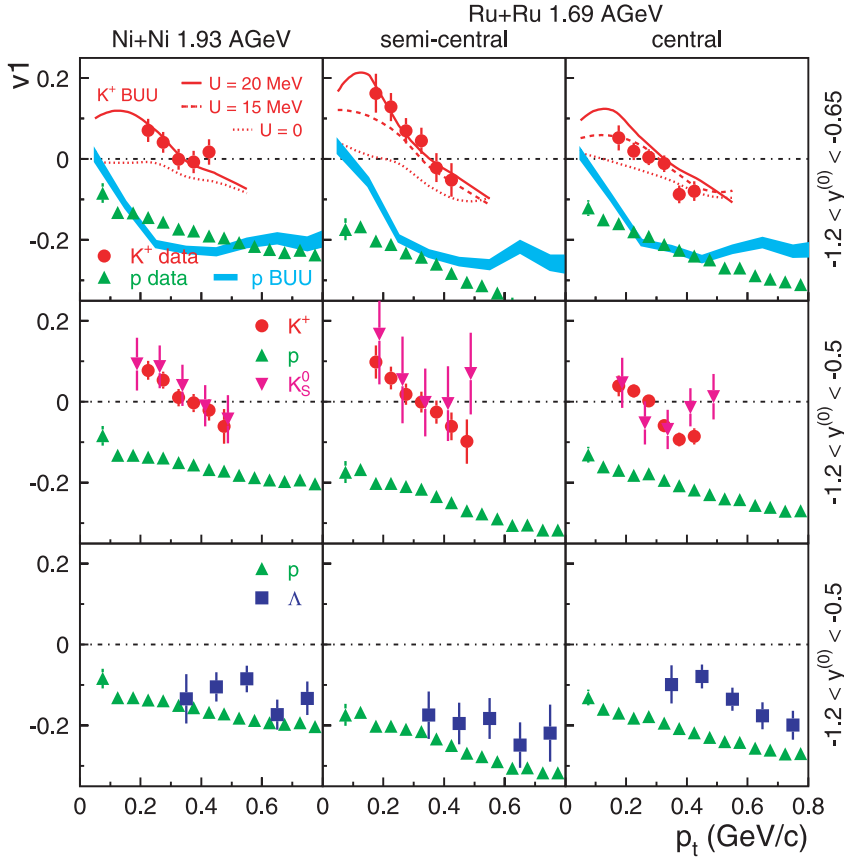 Ru+Ru 1.69 AGeV
Ni+Ni 1.93 AGeV
semi-central
central
v1
0.2
0
-0.2
K⁺ BUU
U = 20 MeV
U = 15 MeV
U = 0
K⁺ data
p data
p BUU
-1.2 < y⁽⁰⁾ < -0.65
0.2
0
-0.2
K⁺
p
K⁰_S
-1.2 < y⁽⁰⁾ < -0.5
0.2
0
-0.2
p
Λ
-1.2 < y⁽⁰⁾ < -0.5
0 0.2 0.4 0.6 0 0.2 0.4 0.6 0 0.2 0.4 0.6 0.8
p_t (GeV/c)